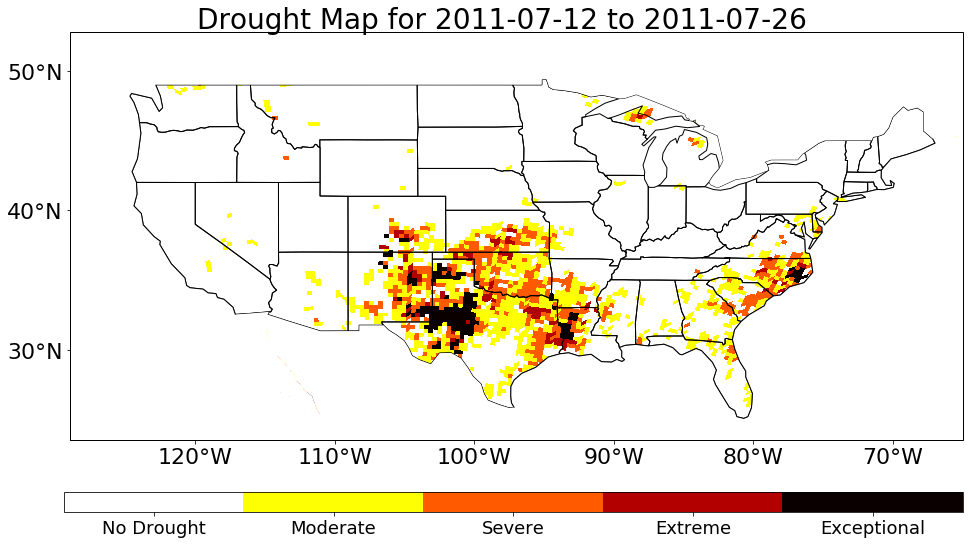 Drought Map for 2011-07-12 to 2011-07-26
50°N
40°N
30°N
120°W 110°W 100°W 90°W 80°W 70°W
No Drought Moderate Severe Extreme Exceptional